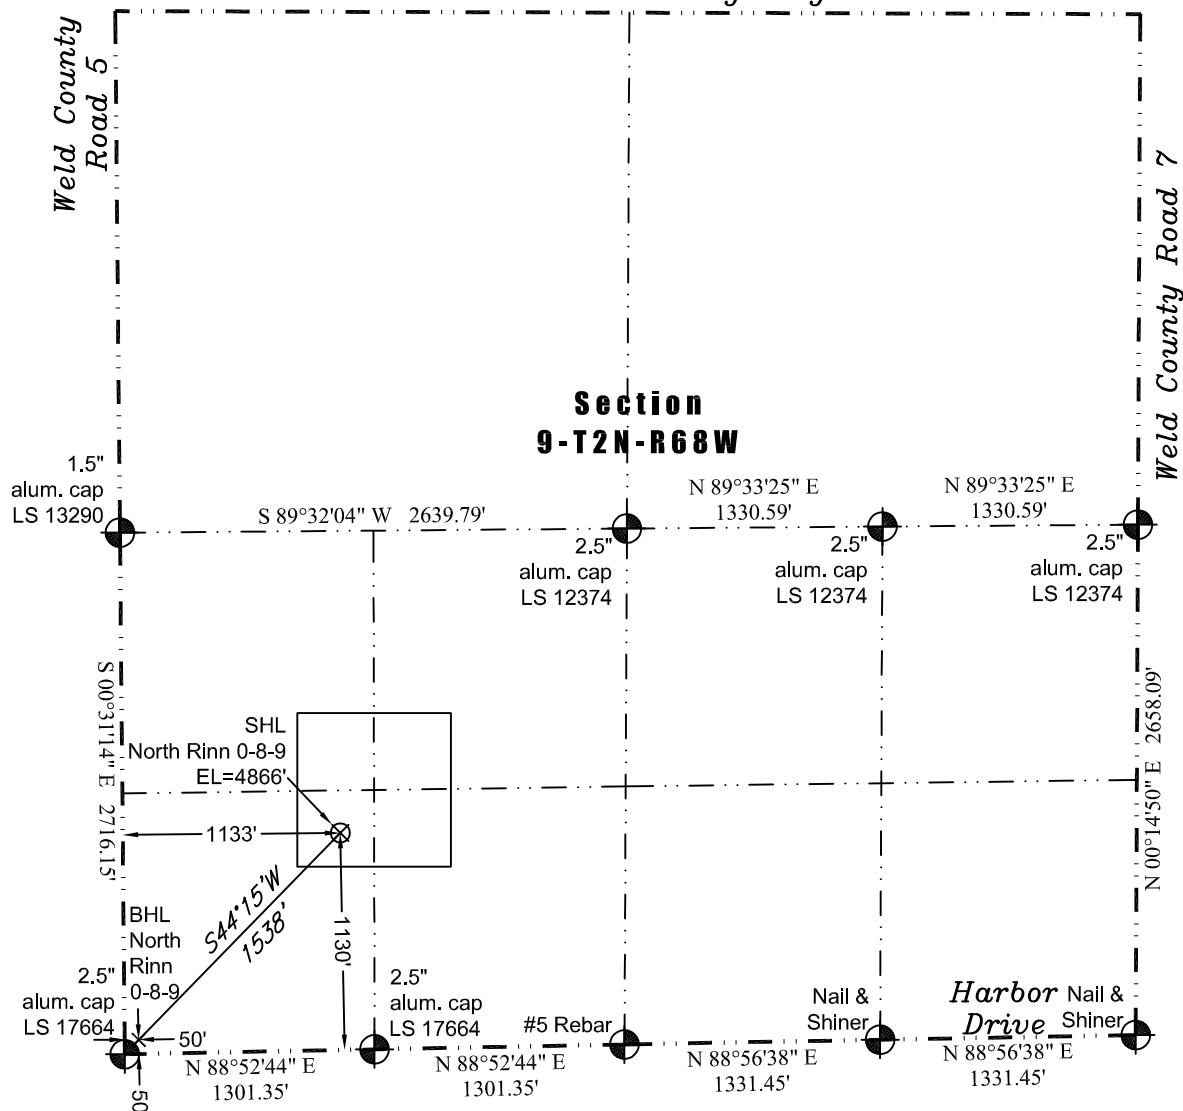 Weld County
Road 5
Weld County Road 7
Section
9-T2N-R68W
1.5"
alum. cap
LS 13290
S 89°32'04" W 2639.79'
N 89°33'25" E
1330.59'
N 89°33'25" E
1330.59'
2.5"
alum. cap
LS 12374
2.5"
alum. cap
LS 12374
2.5"
alum. cap
LS 12374
S 00°31'14" E 2716.15'
N 00°14'50" E 2658.09'
SHL
North Rinn 0-8-9
EL=4866'
1133'
S44°15'W
1538'
1130'
BHL
North
Rinn
0-8-9
2.5"
alum. cap
LS 17664
50'
50
2.5"
alum. cap
LS 17664
#5 Rebar
Nail &
Shiner
Harbor
Drive
Nail &
Shiner
N 88°52'44" E
1301.35'
N 88°52'44" E
1301.35'
N 88°56'38" E
1331.45'
N 88°56'38" E
1331.45'